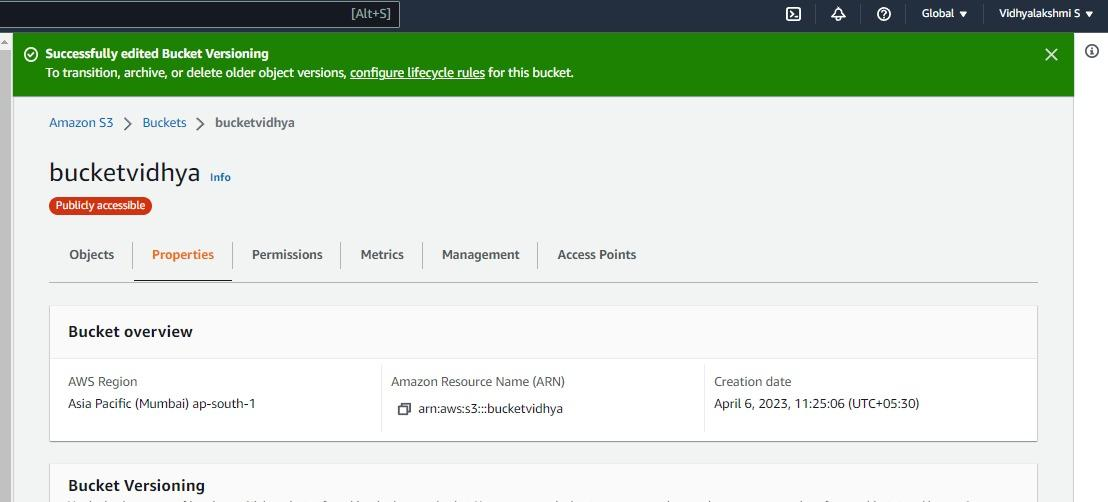 [Alt+S] Global Vidhyalakshmi S
Successfully edited Bucket Versioning
To transition, archive, or delete older object versions, configure lifecycle rules for this bucket.
Amazon S3 Buckets bucketvidhya
bucketvidhya Info
Publicly accessible
Objects Properties Permissions Metrics Management Access Points
Bucket overview
AWS Region Amazon Resource Name (ARN) Creation date
Asia Pacific (Mumbai) ap-south-1 arn:aws:s3:::bucketvidhya April 6, 2023, 11:25:06 (UTC+05:30)
Bucket Versioning